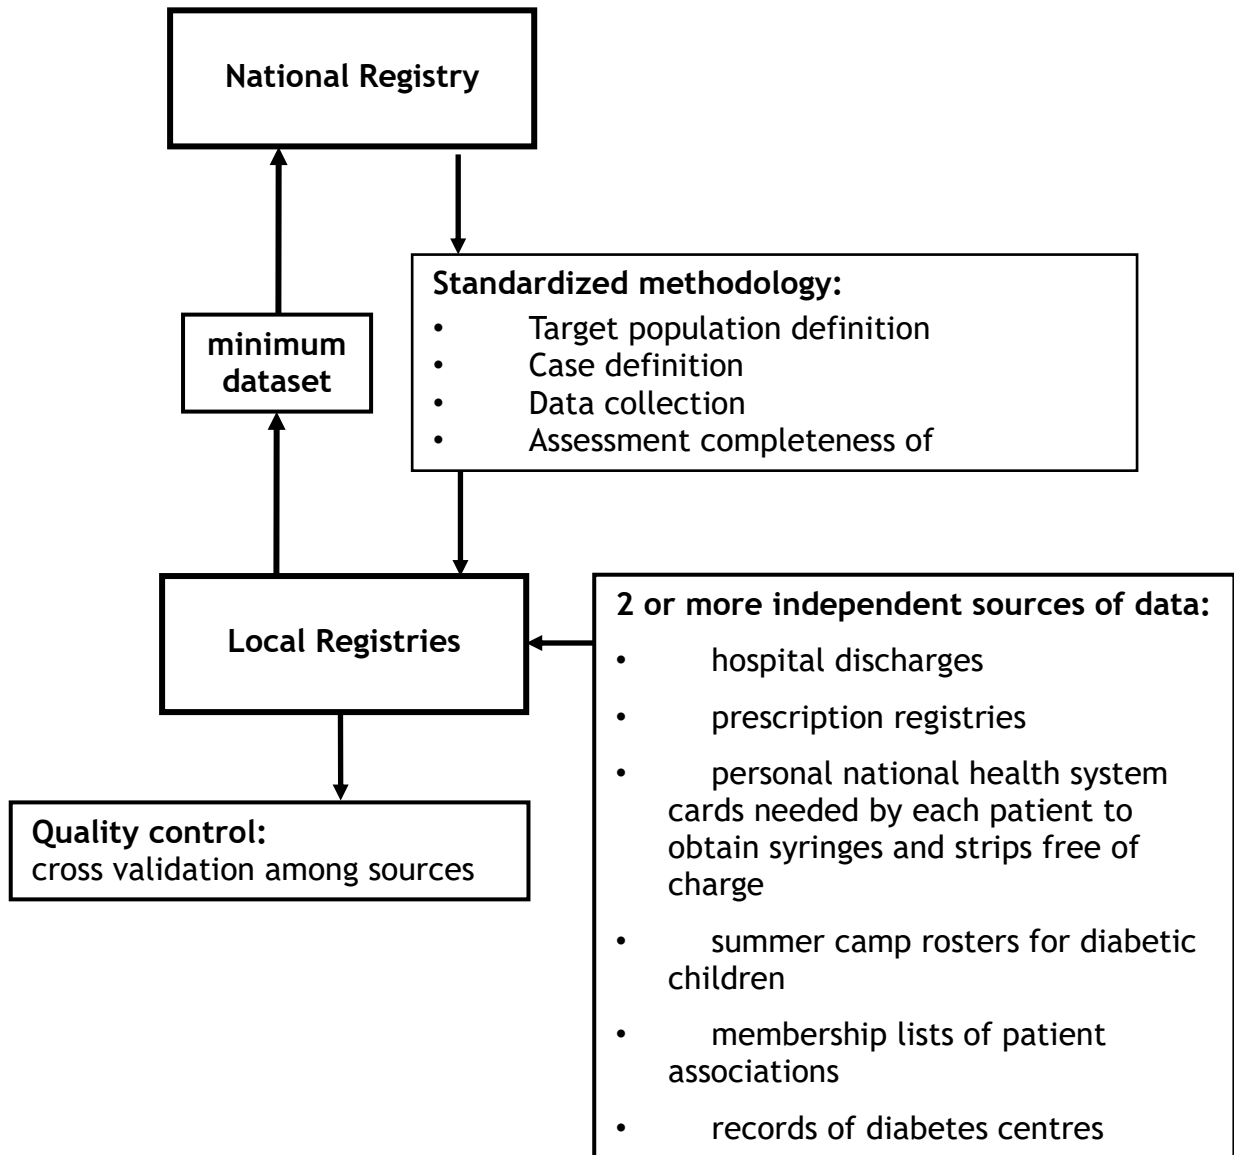 National Registry
Standardized methodology:
• Target population definition
• Case definition
• Data collection
• Assessment completeness of
minimum
dataset
Local Registries
2 or more independent sources of data:
• hospital discharges
• prescription registries
• personal national health system
cards needed by each patient to
obtain syringes and strips free of
charge
• summer camp rosters for diabetic
children
• membership lists of patient
associations
• records of diabetes centres
Quality control:
cross validation among sources